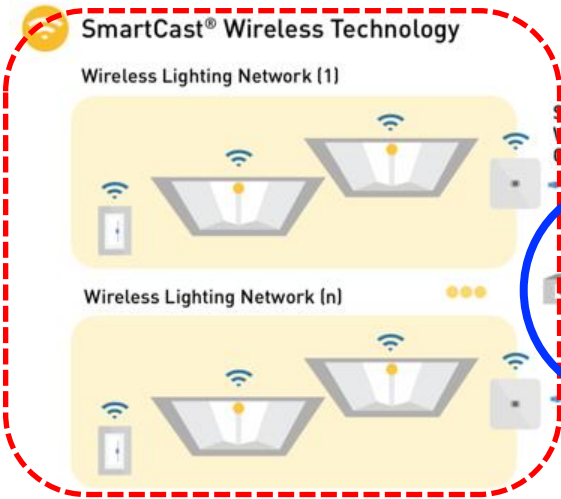 SmartCast® Wireless Technology
Wireless Lighting Network (1)
Wireless Lighting Network (n)